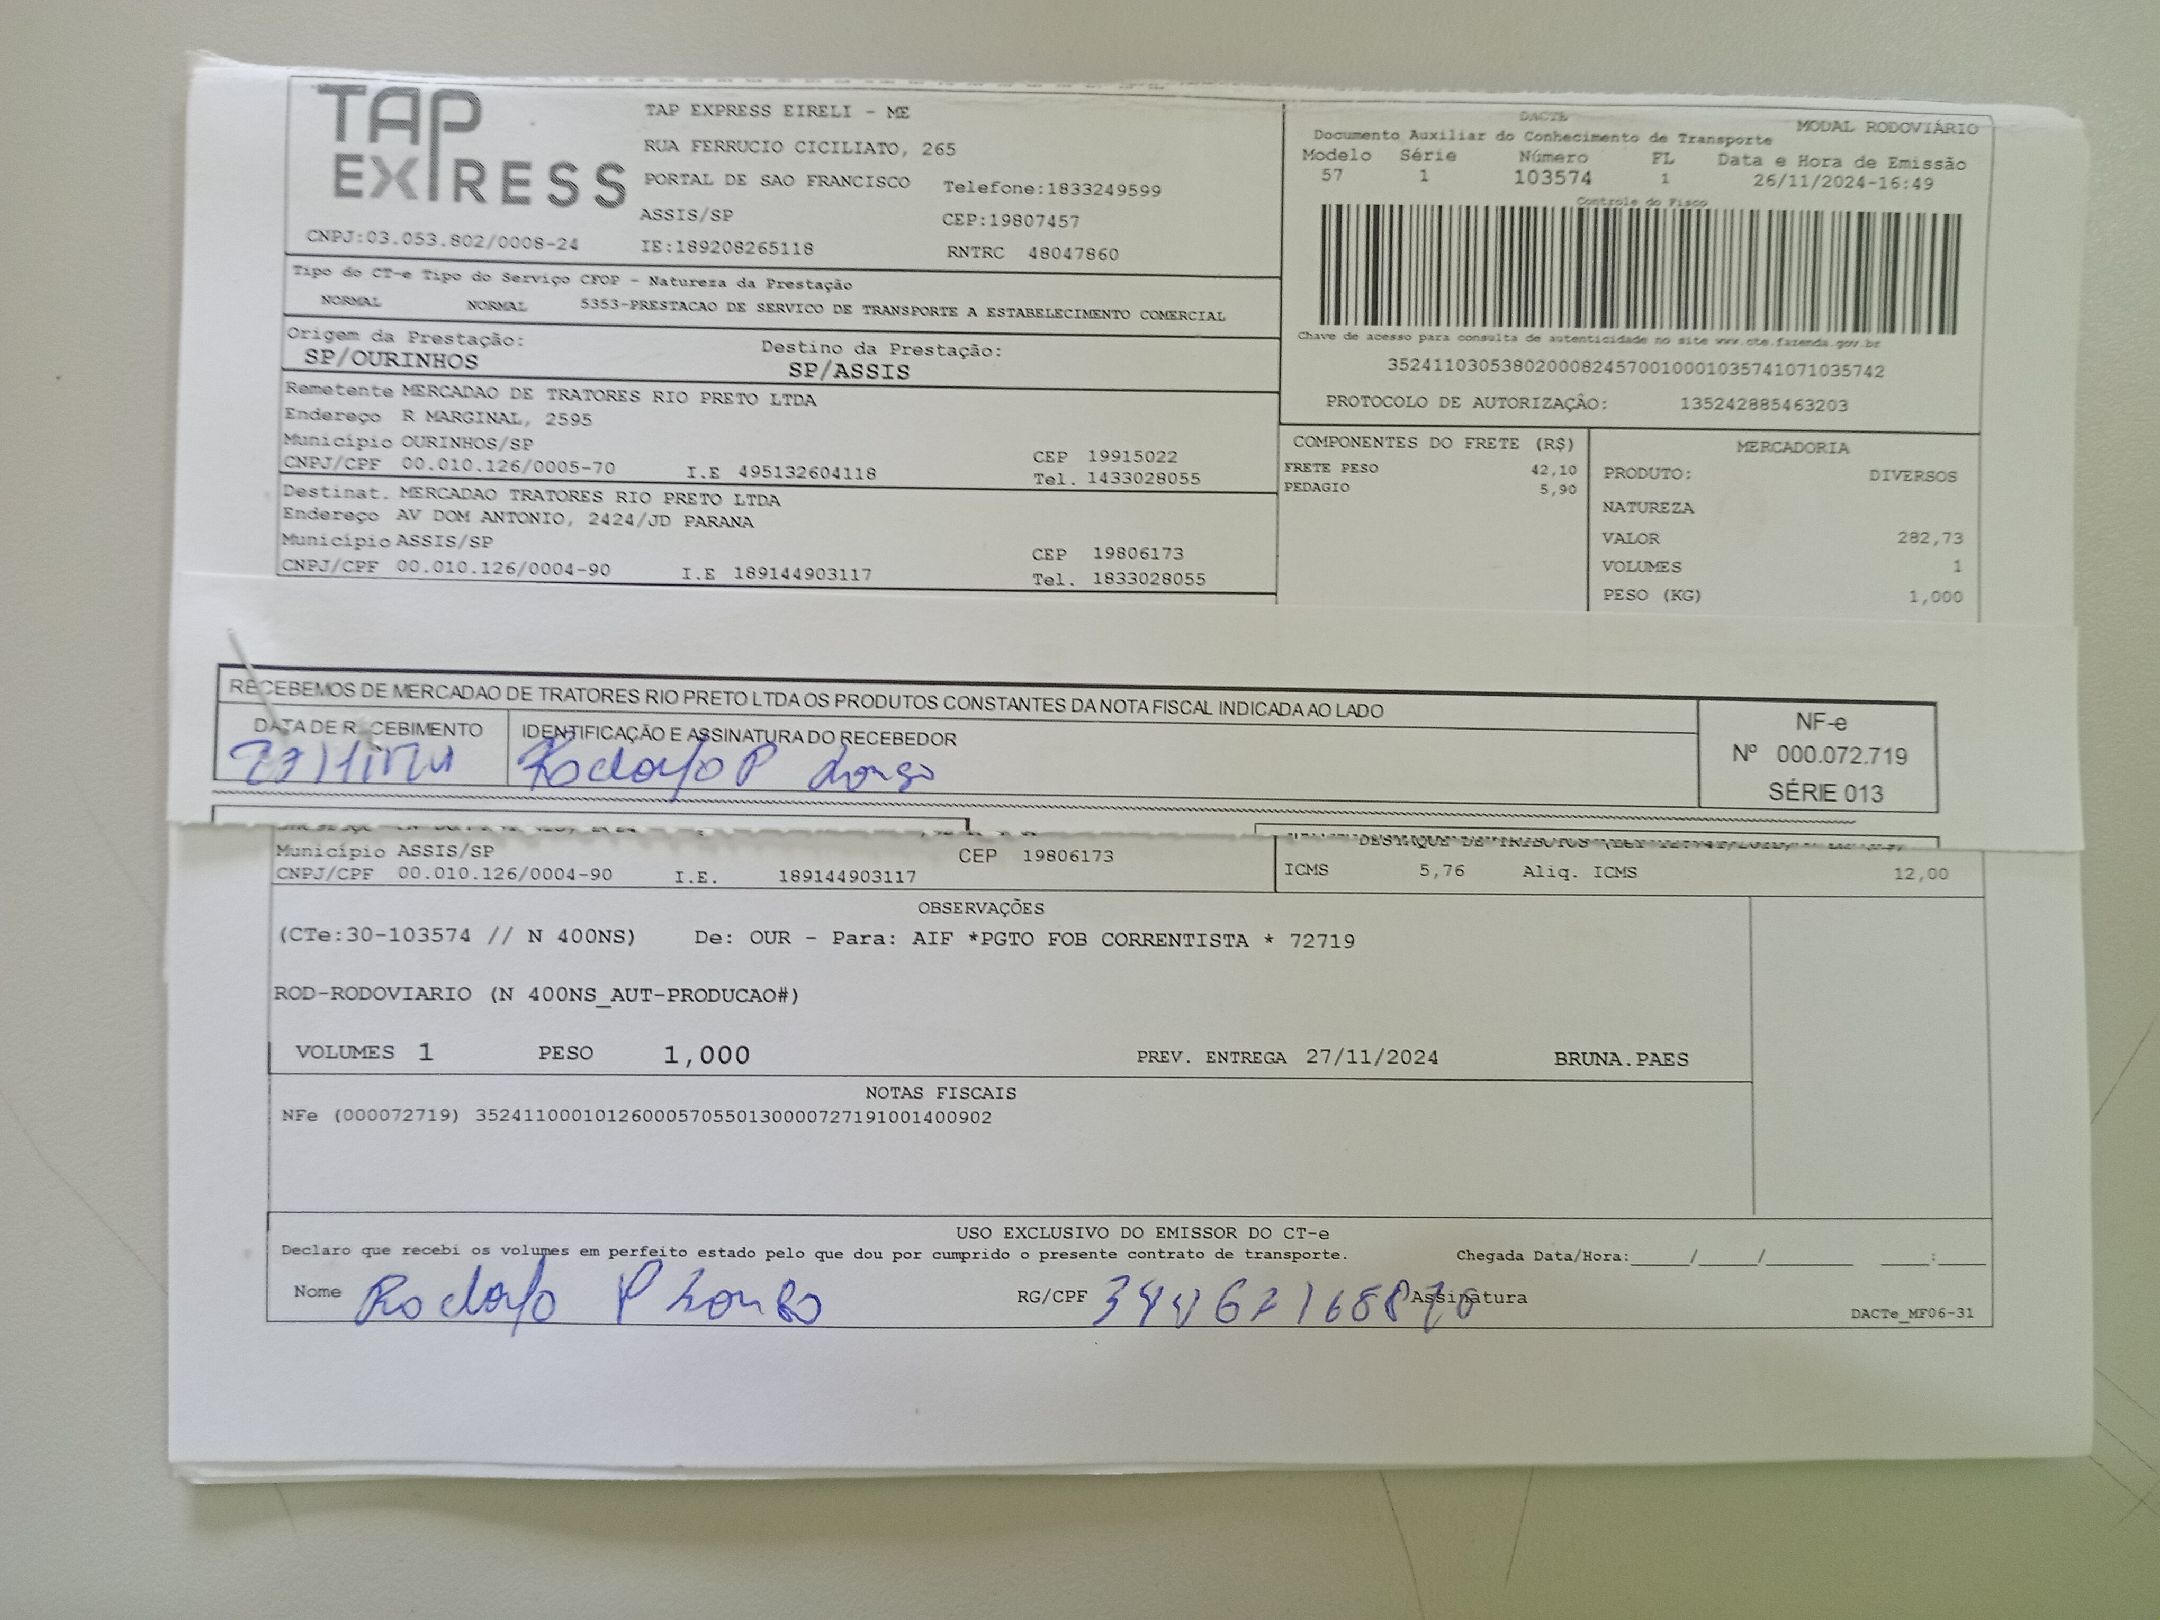 TAP
EXPRESS
CNPJ:03.053.802/0008-24
TAP EXPRESS EIRELI - ME
RUA FERRUCIO CICILIATO, 265
PORTAL DE SAO FRANCISCO Telefone:1833249599
ASSIS/SP CEP:19807457
IE:189208265118 RNTRC 48047860
DACTE
Documento Auxiliar do Conhecimento de Transporte MODAL RODOVIÁRIO
Modelo Série Número FL Data e Hora de Emissão
57 1 103574 1 26/11/2024-16:49
Controle do Fisco
Chave de acesso para consulta de autenticidade no site www.cte.fazenda.gov.br
35241103053802000824570010001035741071035742
PROTOCOLO DE AUTORIZAÇÃO: 135242885463203
Tipo do CT-e Tipo do Serviço CFOP - Natureza da Prestação
NORMAL NORMAL 5353-PRESTACAO DE SERVICO DE TRANSPORTE A ESTABELECIMENTO COMERCIAL
Origem da Prestação: Destino da Prestação:
SP/OURINHOS SP/ASSIS
Remetente MERCADAO DE TRATORES RIO PRETO LTDA
Endereço R MARGINAL, 2595
Município OURINHOS/SP CEP 19915022
CNPJ/CPF 00.010.126/0005-70 I.E 495132604118 Tel. 1433028055
Destinat. MERCADAO TRATORES RIO PRETO LTDA
Endereço AV DOM ANTONIO, 2424/JD PARANA
Município ASSIS/SP CEP 19806173
CNPJ/CPF 00.010.126/0004-90 I.E 189144903117 Tel. 1833028055
COMPONENTES DO FRETE (R$)
FRETE PESO 42,10
PEDAGIO 5,90
MERCADORIA
PRODUTO: DIVERSOS
NATUREZA
VALOR 282,73
VOLUMES 1
PESO (KG) 1,000
RECEBEMOS DE MERCADAO DE TRATORES RIO PRETO LTDA OS PRODUTOS CONSTANTES DA NOTA FISCAL INDICADA AO LADO
DATA DE RECEBIMENTO IDENTIFICAÇÃO E ASSINATURA DO RECEBEDOR
Rodolfo P Longo
NF-e
Nº 000.072.719
SÉRIE 013
DESTAQUE DE TRIBUTOS
Município ASSIS/SP CEP 19806173
CNPJ/CPF 00.010.126/0004-90 I.E. 189144903117
ICMS 5,76 Aliq. ICMS 12,00
OBSERVAÇÕES
(CTe:30-103574 // N 400NS) De: OUR - Para: AIF *PGTO FOB CORRENTISTA * 72719
ROD-RODOVIARIO (N 400NS_AUT-PRODUCAO#)
VOLUMES 1 PESO 1,000 PREV. ENTREGA 27/11/2024 BRUNA.PAES
NOTAS FISCAIS
NFe (000072719) 35241100010126000570550130000727191001400902
USO EXCLUSIVO DO EMISSOR DO CT-e
Declaro que recebi os volumes em perfeito estado pelo que dou por cumprido o presente contrato de transporte. Chegada Data/Hora:_____/_____/_______ ____:____
Nome Rodolfo P Longo RG/CPF Assinatura
DACTe_MF06-31